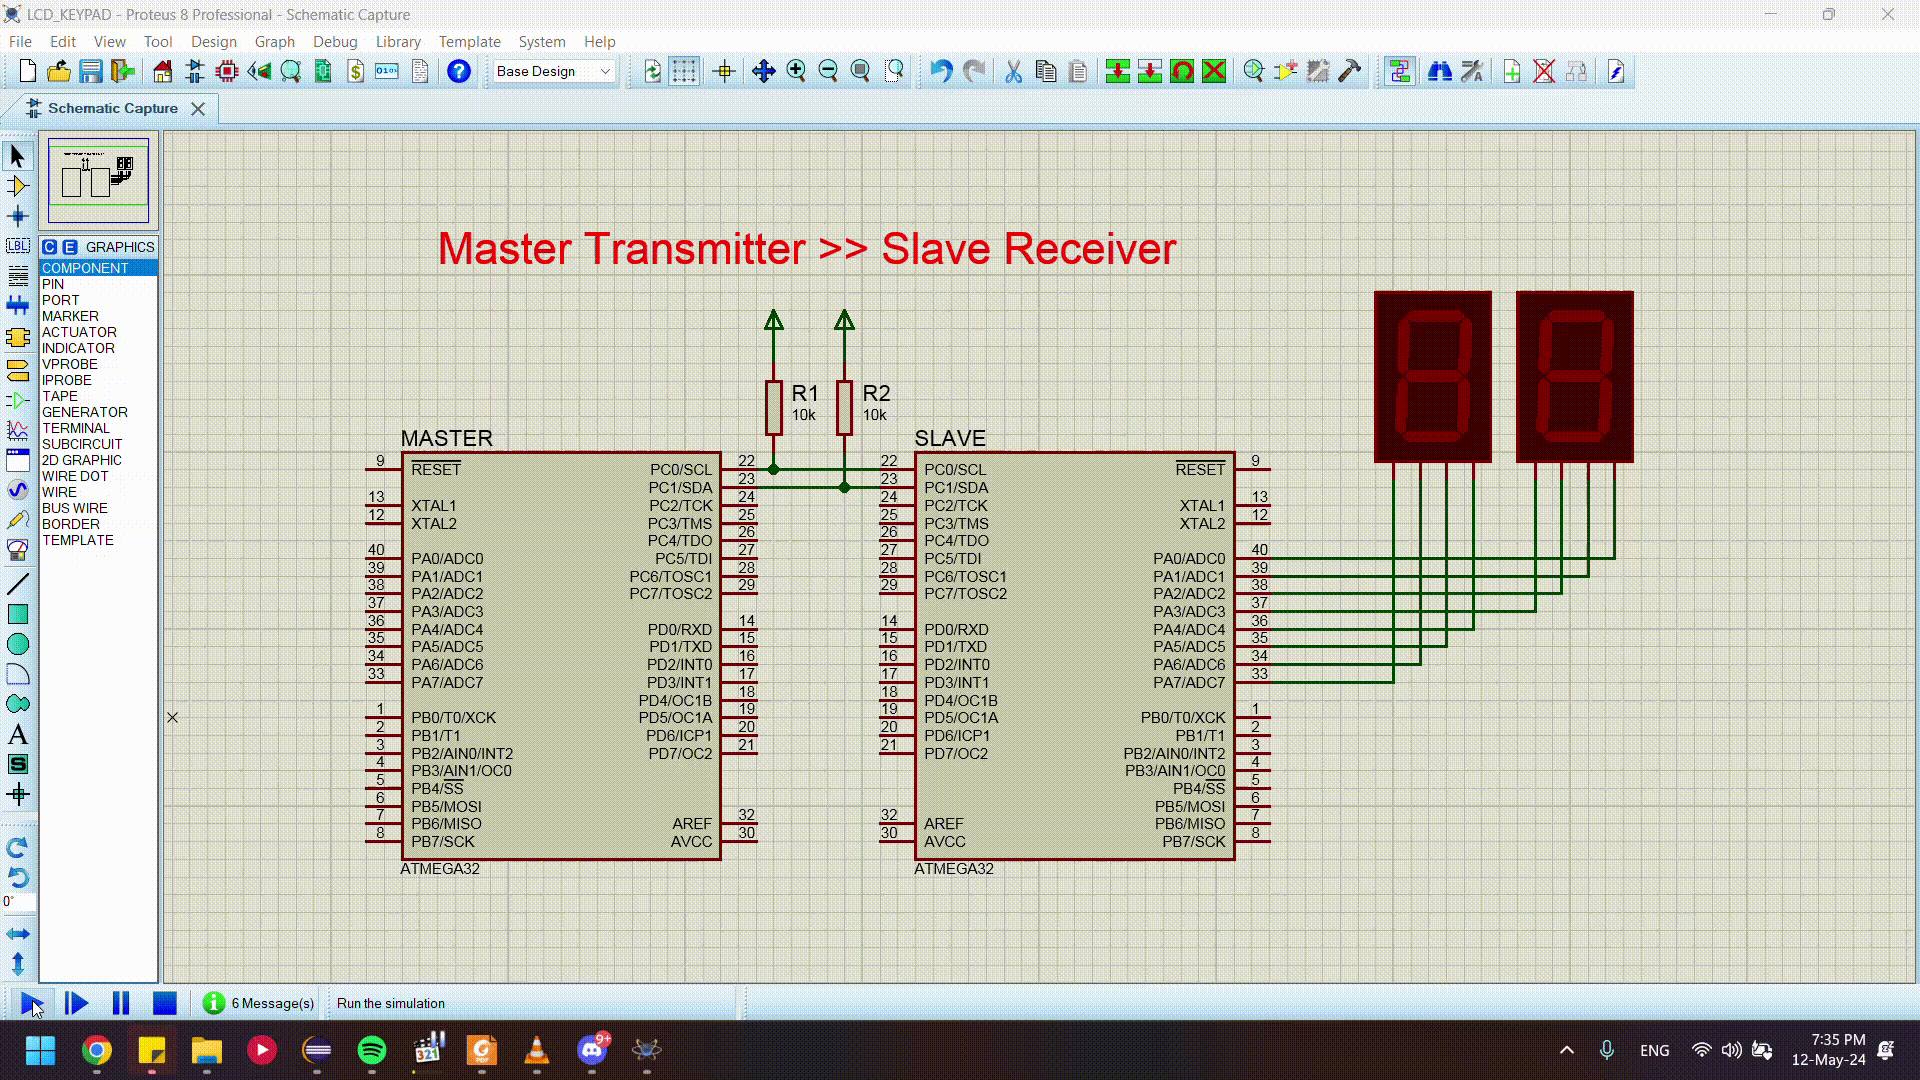 LCD_KEYPAD - Proteus 8 Professional - Schematic Capture
File Edit View Tool Design Graph Debug Library Template System Help
Base Design
Schematic Capture
LBL
A
S
0°
C E GRAPHICS
COMPONENT
PIN
PORT
MARKER
ACTUATOR
INDICATOR
VPROBE
IPROBE
TAPE
GENERATOR
TERMINAL
SUBCIRCUIT
2D GRAPHIC
WIRE DOT
WIRE
BUS WIRE
BORDER
TEMPLATE
Master Transmitter >> Slave Receiver
R1
10k
R2
10k
MASTER
9 RESET
13 XTAL1
12 XTAL2
40 PA0/ADC0
39 PA1/ADC1
38 PA2/ADC2
37 PA3/ADC3
36 PA4/ADC4
35 PA5/ADC5
34 PA6/ADC6
33 PA7/ADC7
1 PB0/T0/XCK
2 PB1/T1
3 PB2/AIN0/INT2
4 PB3/AIN1/OC0
5 PB4/SS
6 PB5/MOSI
7 PB6/MISO
8 PB7/SCK
PC0/SCL 22
PC1/SDA 23
PC2/TCK 24
PC3/TMS 25
PC4/TDO 26
PC5/TDI 27
PC6/TOSC1 28
PC7/TOSC2 29
PD0/RXD 14
PD1/TXD 15
PD2/INT0 16
PD3/INT1 17
PD4/OC1B 18
PD5/OC1A 19
PD6/ICP1 20
PD7/OC2 21
AREF 32
AVCC 30
ATMEGA32
SLAVE
22 PC0/SCL
23 PC1/SDA
24 PC2/TCK
25 PC3/TMS
26 PC4/TDO
27 PC5/TDI
28 PC6/TOSC1
29 PC7/TOSC2
14 PD0/RXD
15 PD1/TXD
16 PD2/INT0
17 PD3/INT1
18 PD4/OC1B
19 PD5/OC1A
20 PD6/ICP1
21 PD7/OC2
32 AREF
30 AVCC
RESET 9
XTAL1 13
XTAL2 12
PA0/ADC0 40
PA1/ADC1 39
PA2/ADC2 38
PA3/ADC3 37
PA4/ADC4 36
PA5/ADC5 35
PA6/ADC6 34
PA7/ADC7 33
PB0/T0/XCK 1
PB1/T1 2
PB2/AIN0/INT2 3
PB3/AIN1/OC0 4
PB4/SS 5
PB5/MOSI 6
PB6/MISO 7
PB7/SCK 8
ATMEGA32
6 Message(s) Run the simulation
321
PDF
9+
ENG
7:35 PM
12-May-24